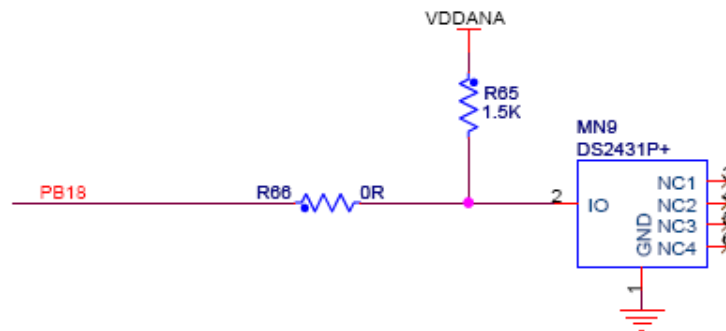 VDDANA
R65
1.5K
MN9
DS2431P+
PB18
R66
0R
2
IO
NC1
NC2
NC3
NC4
GND
1